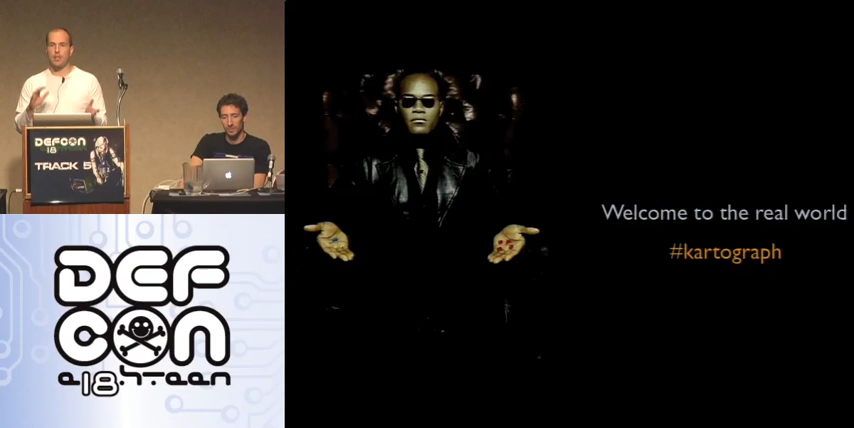 DEFCON
18
TRACK 5
DEF
CON
e18hteen
Welcome to the real world
#kartograph